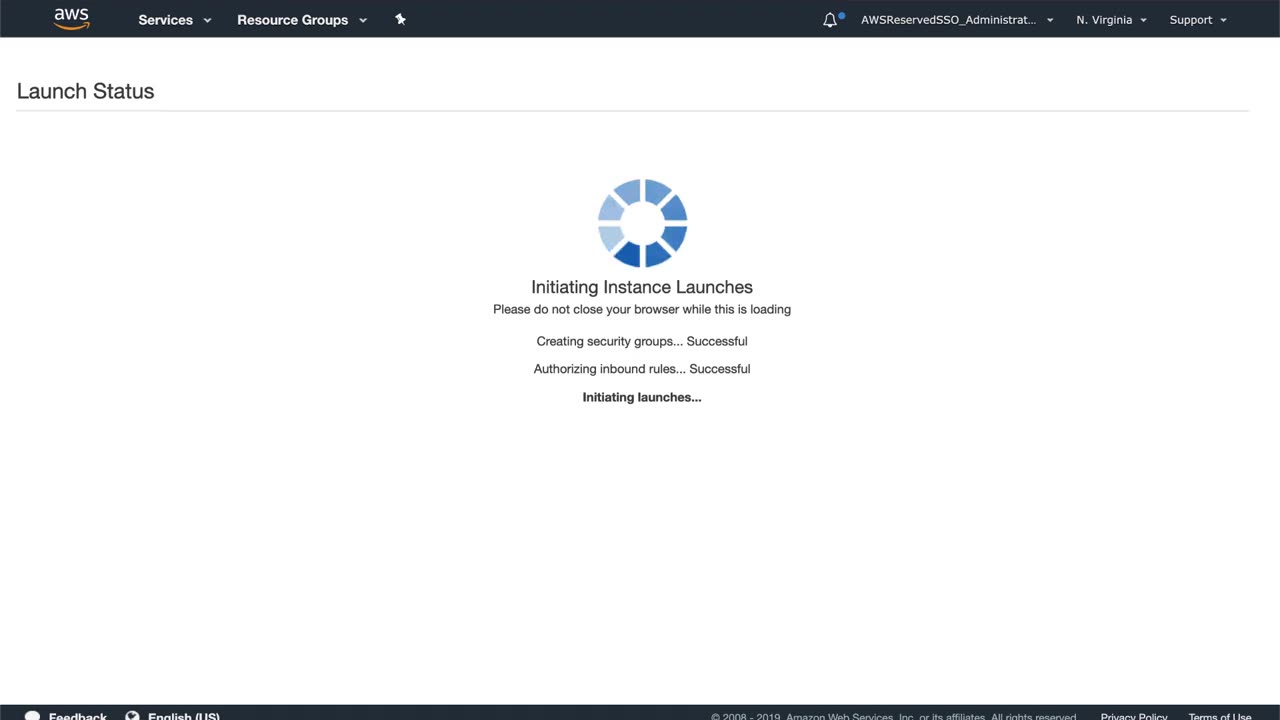 aws Services Resource Groups AWSReservedSSO_Administrat... N. Virginia Support
Launch Status
Initiating Instance Launches
Please do not close your browser while this is loading
Creating security groups... Successful
Authorizing inbound rules... Successful
Initiating launches...
Feedback English (US) © 2008 - 2019, Amazon Web Services, Inc. or its affiliates. All rights reserved. Privacy Policy Terms of Use